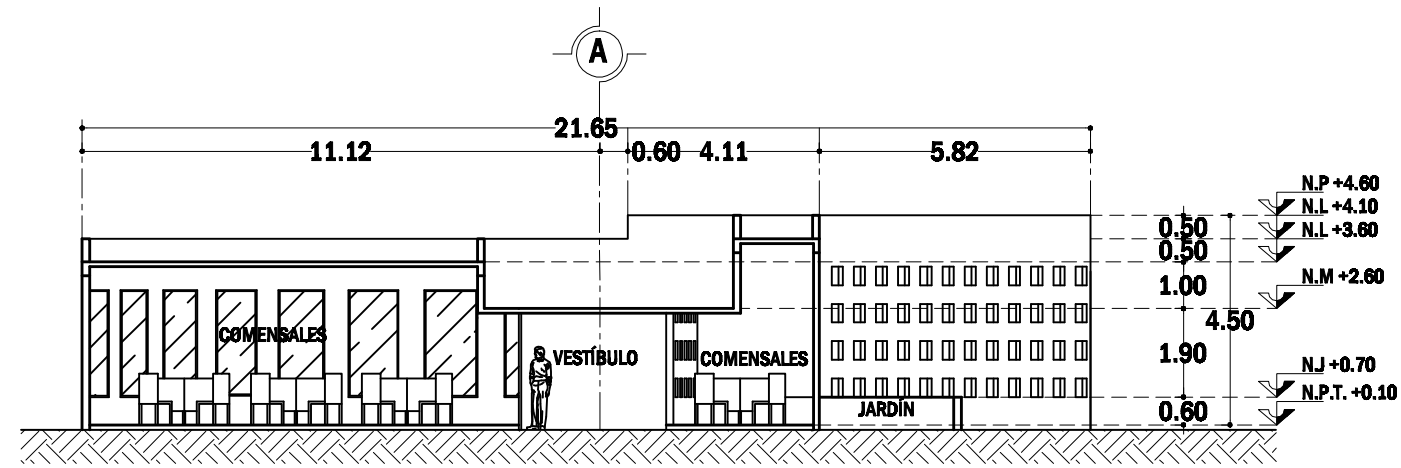 A
21.65
11.12
0.60
4.11
5.82
N.P +4.60
N.L +4.10
0.50
N.L +3.60
0.50
N.M +2.60
1.00
4.50
COMENSALES
VESTÍBULO
COMENSALES
1.90
N.J +0.70
N.P.T. +0.10
JARDÍN
0.60